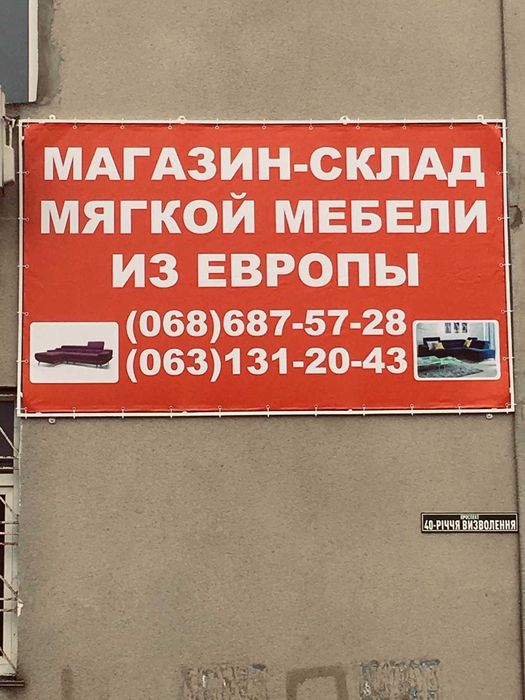 МАГАЗИН-СКЛАД
МЯГКОЙ МЕБЕЛИ
ИЗ ЕВРОПЫ
(068)687-57-28
(063)131-20-43
ПРОСПЕКТ
40-РІЧЧЯ ВИЗВОЛЕННЯ